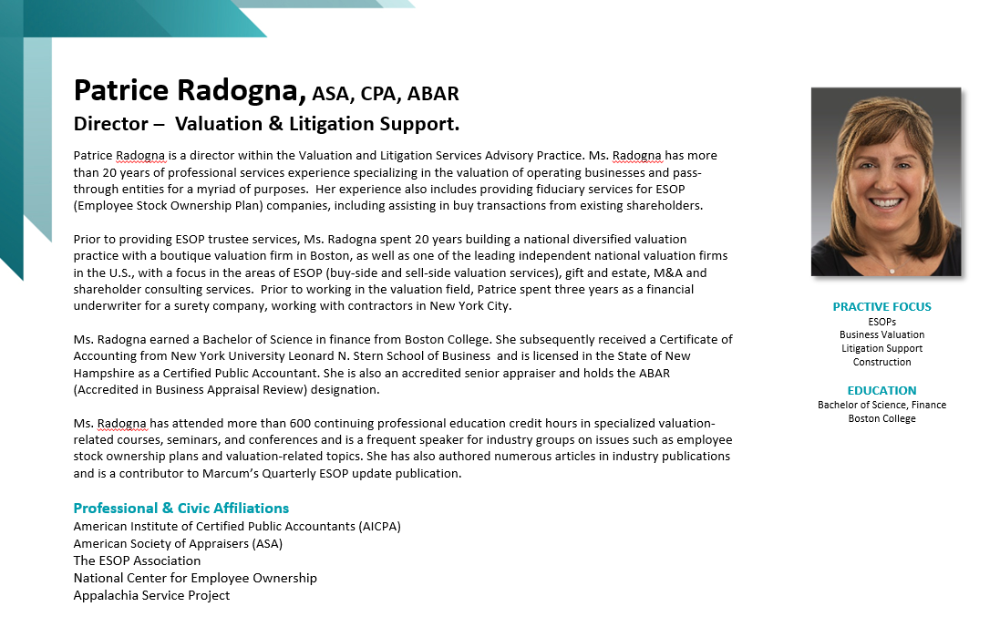 Patrice Radogna, ASA, CPA, ABAR
Director –  Valuation & Litigation Support.
Patrice Radogna is a director within the Valuation and Litigation Services Advisory Practice. Ms. Radogna has more
than 20 years of professional services experience specializing in the valuation of operating businesses and pass-
through entities for a myriad of purposes.  Her experience also includes providing fiduciary services for ESOP
(Employee Stock Ownership Plan) companies, including assisting in buy transactions from existing shareholders.
Prior to providing ESOP trustee services, Ms. Radogna spent 20 years building a national diversified valuation
practice with a boutique valuation firm in Boston, as well as one of the leading independent national valuation firms
in the U.S., with a focus in the areas of ESOP (buy-side and sell-side valuation services), gift and estate, M&A and
shareholder consulting services.  Prior to working in the valuation field, Patrice spent three years as a financial
underwriter for a surety company, working with contractors in New York City.
Ms. Radogna earned a Bachelor of Science in finance from Boston College. She subsequently received a Certificate of
Accounting from New York University Leonard N. Stern School of Business  and is licensed in the State of New
Hampshire as a Certified Public Accountant. She is also an accredited senior appraiser and holds the ABAR
(Accredited in Business Appraisal Review) designation.
Ms. Radogna has attended more than 600 continuing professional education credit hours in specialized valuation-
related courses, seminars, and conferences and is a frequent speaker for industry groups on issues such as employee
stock ownership plans and valuation-related topics. She has also authored numerous articles in industry publications
and is a contributor to Marcum’s Quarterly ESOP update publication.
Professional & Civic Affiliations
American Institute of Certified Public Accountants (AICPA)
American Society of Appraisers (ASA)
The ESOP Association
National Center for Employee Ownership
Appalachia Service Project
PRACTIVE FOCUS
ESOPs
Business Valuation
Litigation Support
Construction
EDUCATION
Bachelor of Science, Finance
Boston College